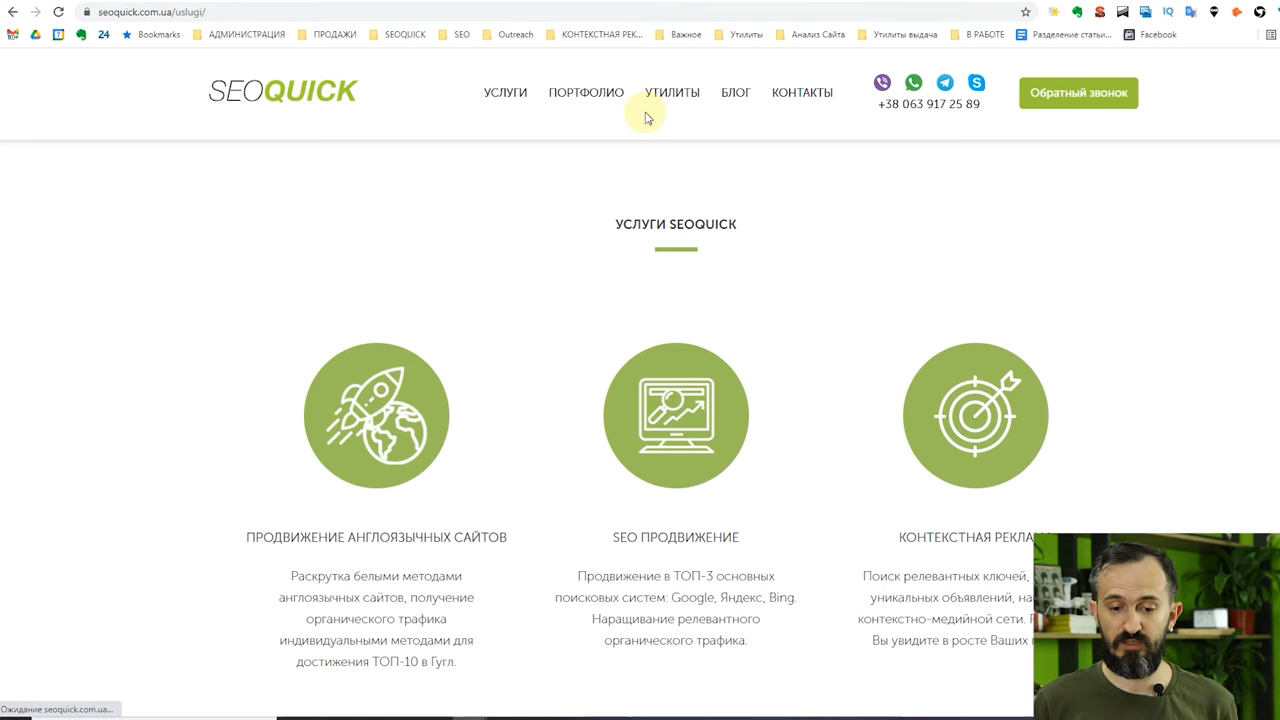 seoquick.com.ua/uslugi/
24 Bookmarks АДМИНИСТРАЦИЯ ПРОДАЖИ SEOQUICK SEO Outreach КОНТЕКСТНАЯ РЕК... Важное Утилиты Анализ Сайта Утилиты выдача В РАБОТЕ Разделение статьи... Facebook
SEOQUICK УСЛУГИ ПОРТФОЛИО УТИЛИТЫ БЛОГ КОНТАКТЫ Обратный звонок
+38 063 917 25 89
УСЛУГИ SEOQUICK
ПРОДВИЖЕНИЕ АНГЛОЯЗЫЧНЫХ САЙТОВ
Раскрутка белыми методами
англоязычных сайтов, получение
органического трафика
индивидуальными методами для
достижения ТОП-10 в Гугл.
SEO ПРОДВИЖЕНИЕ
Продвижение в ТОП-3 основных
поисковых систем: Google, Яндекс, Bing.
Наращивание релевантного
органического трафика.
КОНТЕКСТНАЯ
Поиск релевантных ключей,
уникальных объявлений,
контекстно-медийной сети.
Вы увидите в росте Ваших
Ожидание seoquick.com.ua...